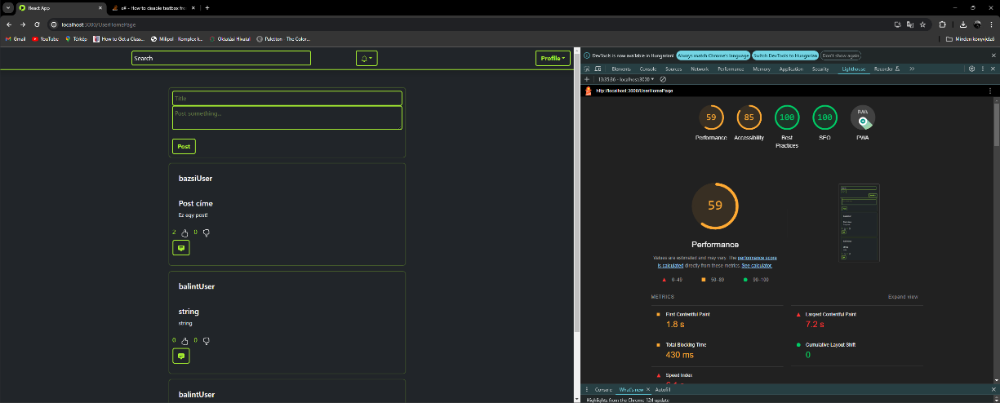 React App
c# - How to disable textbox fro
localhost:3000/UserHomePage
Gmail
YouTube
Térkép
How to Get a Class...
Milipol - Komplex k...
Oktatási Hivatal
Paletton - The Color...
Minden könyvjelző
Search
Profile
Title
Post something...
Post
bazsiUser
Post címe
Ez egy post!
2
0
balintUser
string
string
0
0
balintUser
DevTools is now available in Hungarian!
Always match Chrome's language
Switch DevTools to Hungarian
Don't show again
Elements
Console
Sources
Network
Performance
Memory
Application
Security
Lighthouse
Recorder
13:35:36 - localhost:3000
http://localhost:3000/UserHomePage
59
85
100
100
PWA
Performance
Accessibility
Best
Practices
SEO
PWA
59
Performance
Values are estimated and may vary. The performance score
is calculated directly from these metrics. See calculator.
0–49
50–89
90–100
METRICS
Expand view
First Contentful Paint
1.8 s
Largest Contentful Paint
7.2 s
Total Blocking Time
430 ms
Cumulative Layout Shift
0
Speed Index
Console
What's new
Autofill
Highlights from the Chrome 124 update